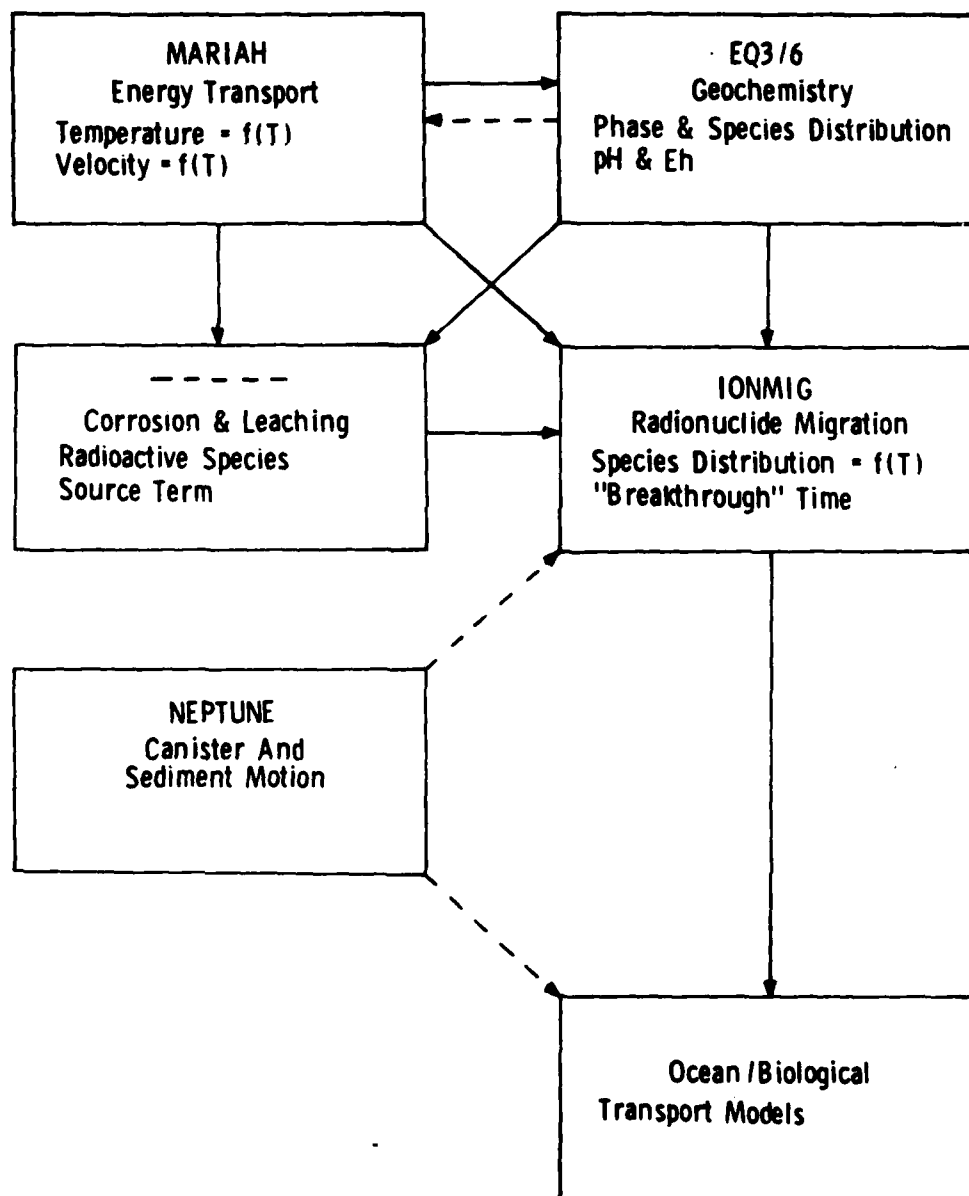 MARIAH
Energy Transport
Temperature = f(T)
Velocity = f(T)
EQ3/6
Geochemistry
Phase & Species Distribution
pH & Eh
Corrosion & Leaching
Radioactive Species
Source Term
IONMIG
Radionuclide Migration
Species Distribution = f(T)
"Breakthrough" Time
NEPTUNE
Canister And
Sediment Motion
Ocean/Biological
Transport Models